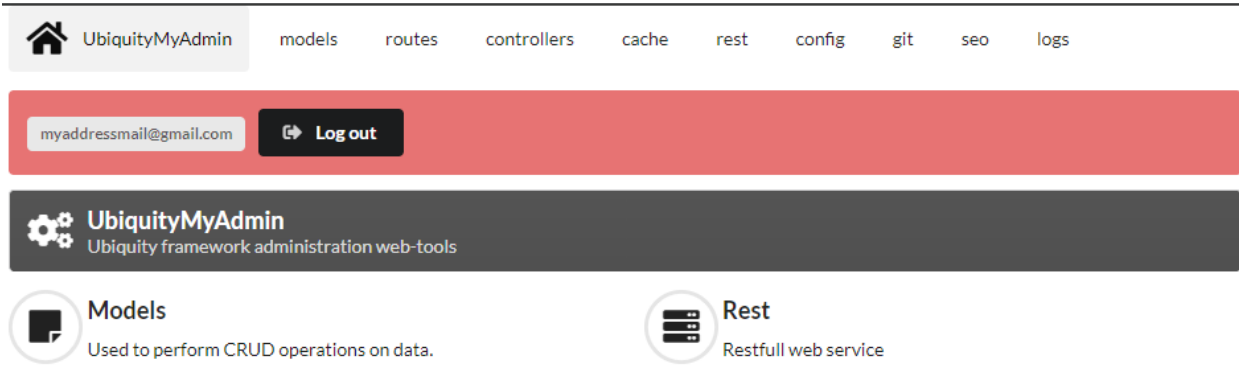 UbiquityMyAdmin models routes controllers cache rest config git seo logs
myaddressmail@gmail.com Log out
UbiquityMyAdmin
Ubiquity framework administration web-tools
Models
Used to perform CRUD operations on data.
Rest
Restfull web service